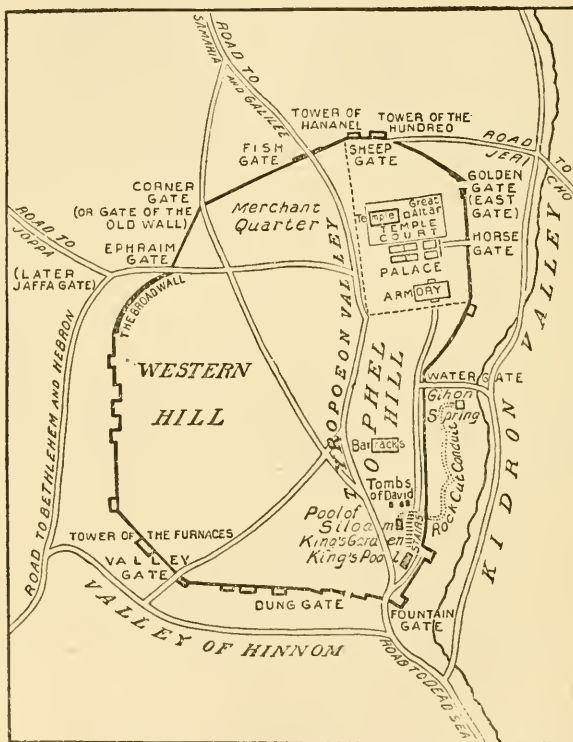 ROAD TO
SAMARIA
AND GALILEE
TOWER OF
HANANEL
TOWER OF THE
HUNDRED
FISH
GATE
SHEEP
GATE
ROAD TO
JERICHO
CORNER
GATE
(OR GATE OF THE
OLD WALL)
Merchant
Quarter
GOLDEN
GATE
(EAST
GATE)
Temple
Great
Altar
TEMPLE
COURT
HORSE
GATE
PALACE
ARMORY
ROAD TO
JOPPA
EPHRAIM
GATE
(LATER
JAFFA GATE)
THE BROAD WALL
WESTERN
HILL
TYROPOEON VALLEY
OPHEL
HILL
WATER GATE
Gihon
Spring
Rock Cut Conduit
KIDRON VALLEY
Barracks
Tombs
of David
Pool of
Siloam
King's Garden
King's Pool
STAIRS
ROAD TO BETHLEHEM AND HEBRON
TOWER OF THE FURNACES
VALLEY
GATE
DUNG GATE
FOUNTAIN
GATE
VALLEY OF HINNOM
ROAD TO DEAD SEA